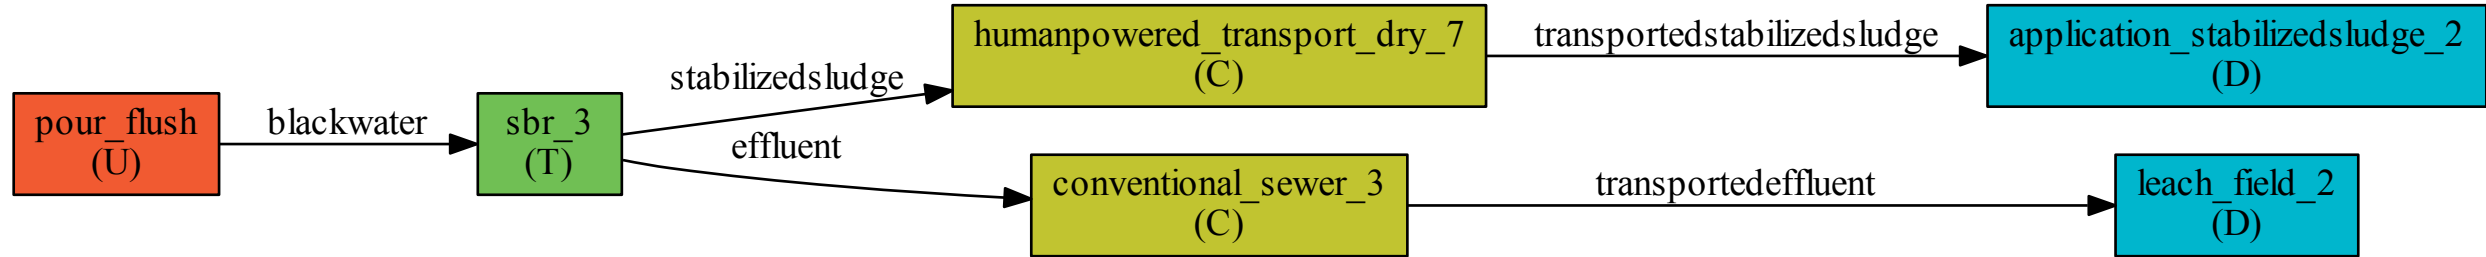 pour_flush
(U)
blackwater
sbr_3
(T)
stabilizedsludge
effluent
humanpowered_transport_dry_7
(C)
transportedstabilizedsludge
application_stabilizedsludge_2
(D)
conventional_sewer_3
(C)
transportedeffluent
leach_field_2
(D)